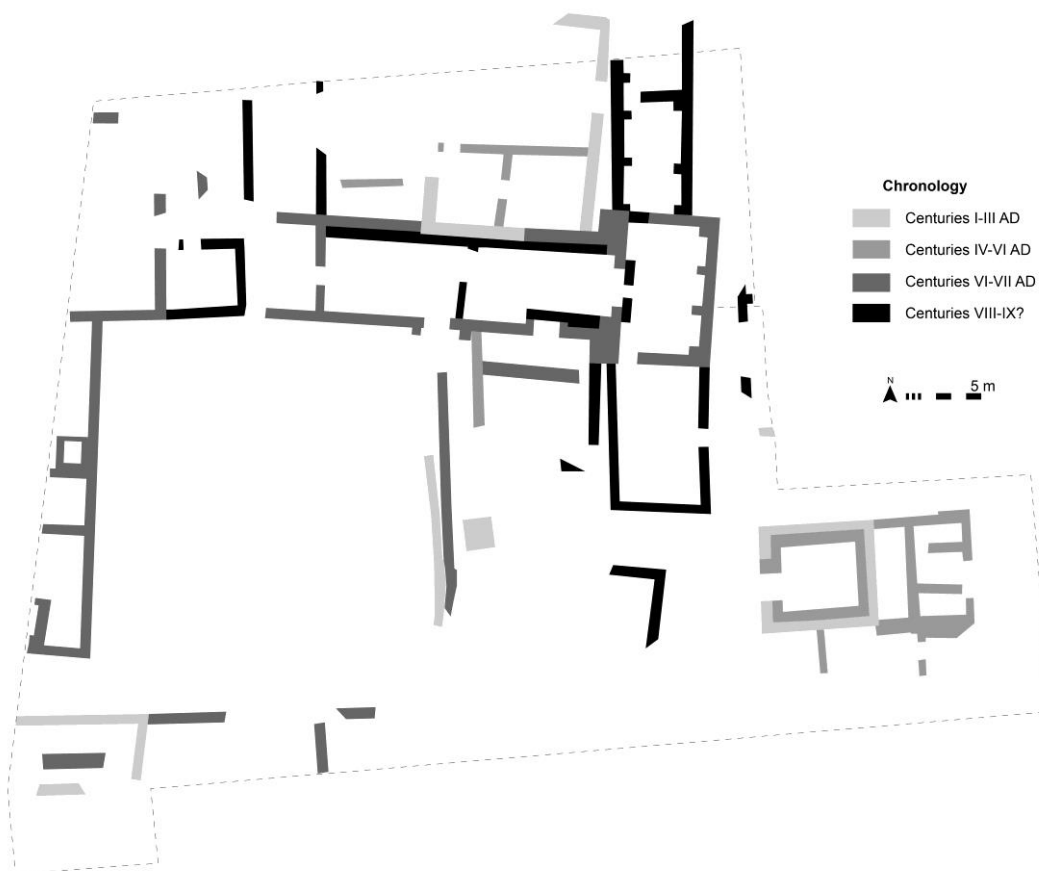 Chronology
Centuries I-III AD
Centuries IV-VI AD
Centuries VI-VII AD
Centuries VIII-IX?
N
5 m